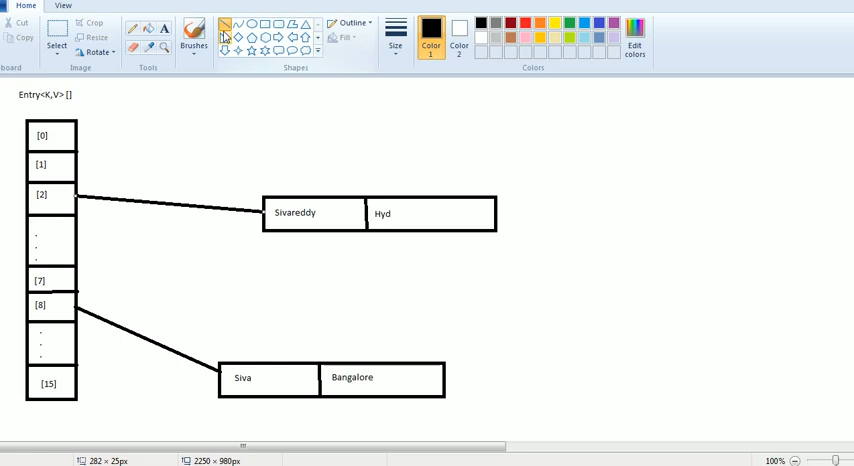 Home View
Cut
Copy
board
Select
Crop
Resize
Rotate
Image
Tools
Brushes
Shapes
Outline
Fill
Size
Color
1
Color
2
Colors
Edit
colors
Entry<K,V> []
[0]
[1]
[2]
Sivareddy Hyd
[7]
[8]
Siva Bangalore
[15]
282 × 25px 2250 × 980px 100%